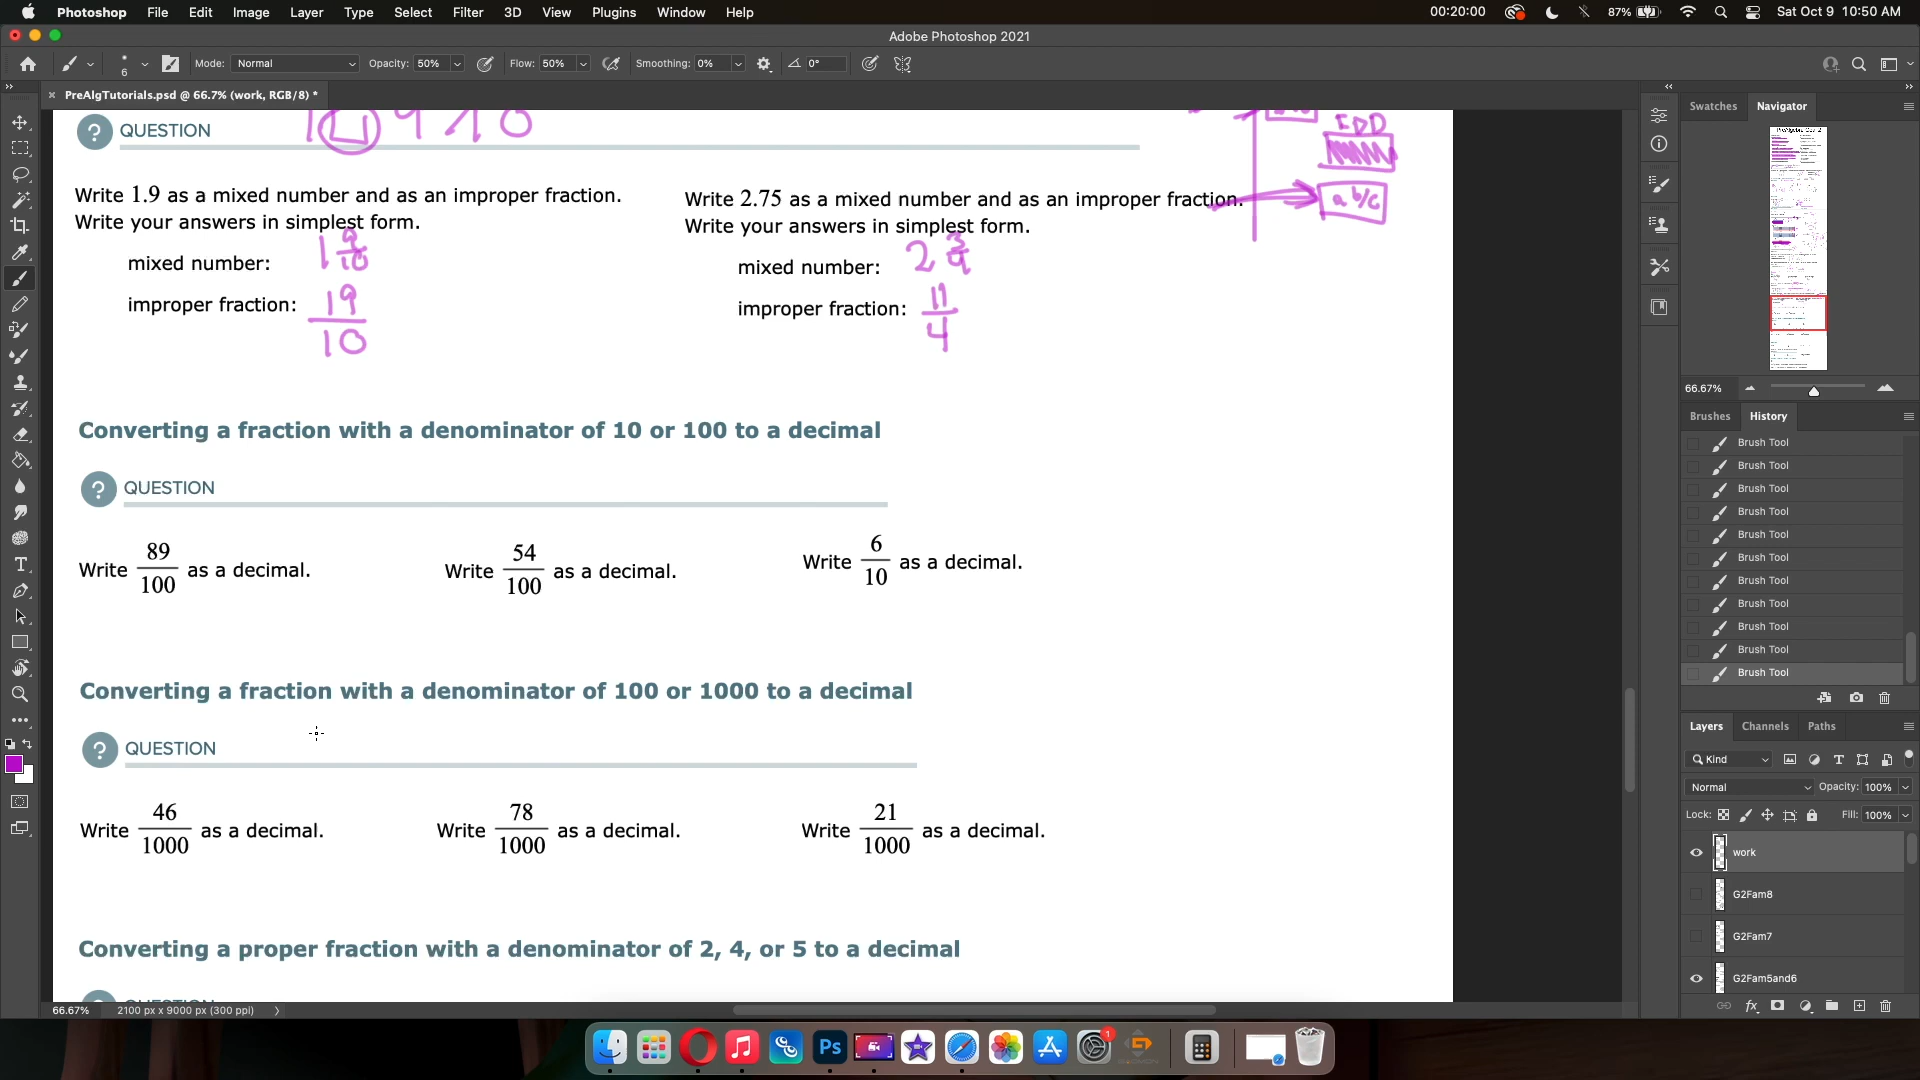 Photoshop File Edit Image Layer Type Select Filter 3D View Plugins Window Help 00:20:00 87% Sat Oct 9 10:50 AM
Adobe Photoshop 2021
6 Mode: Normal Opacity: 50% Flow: 50% Smoothing: 0% 0°
PreAlgTutorials.psd @ 66.7% (work, RGB/8) *
QUESTION
Write 1.9 as a mixed number and as an improper fraction.
Write your answers in simplest form.
mixed number: 1 9/10
improper fraction: 19/10
Write 2.75 as a mixed number and as an improper fraction.
Write your answers in simplest form.
mixed number: 2 3/4
improper fraction: 11/4
a b/c
Converting a fraction with a denominator of 10 or 100 to a decimal
? QUESTION
Write 89/100 as a decimal.
Write 54/100 as a decimal.
Write 6/10 as a decimal.
Converting a fraction with a denominator of 100 or 1000 to a decimal
? QUESTION
Write 46/1000 as a decimal.
Write 78/1000 as a decimal.
Write 21/1000 as a decimal.
Converting a proper fraction with a denominator of 2, 4, or 5 to a decimal
66.67% 2100 px x 9000 px (300 ppi)
Swatches Navigator
66.67%
Brushes History
Brush Tool
Brush Tool
Brush Tool
Brush Tool
Brush Tool
Brush Tool
Brush Tool
Brush Tool
Brush Tool
Brush Tool
Brush Tool
Layers Channels Paths
Kind
Normal Opacity: 100%
Lock: Fill: 100%
work
G2Fam8
G2Fam7
G2Fam5and6
Ps
1